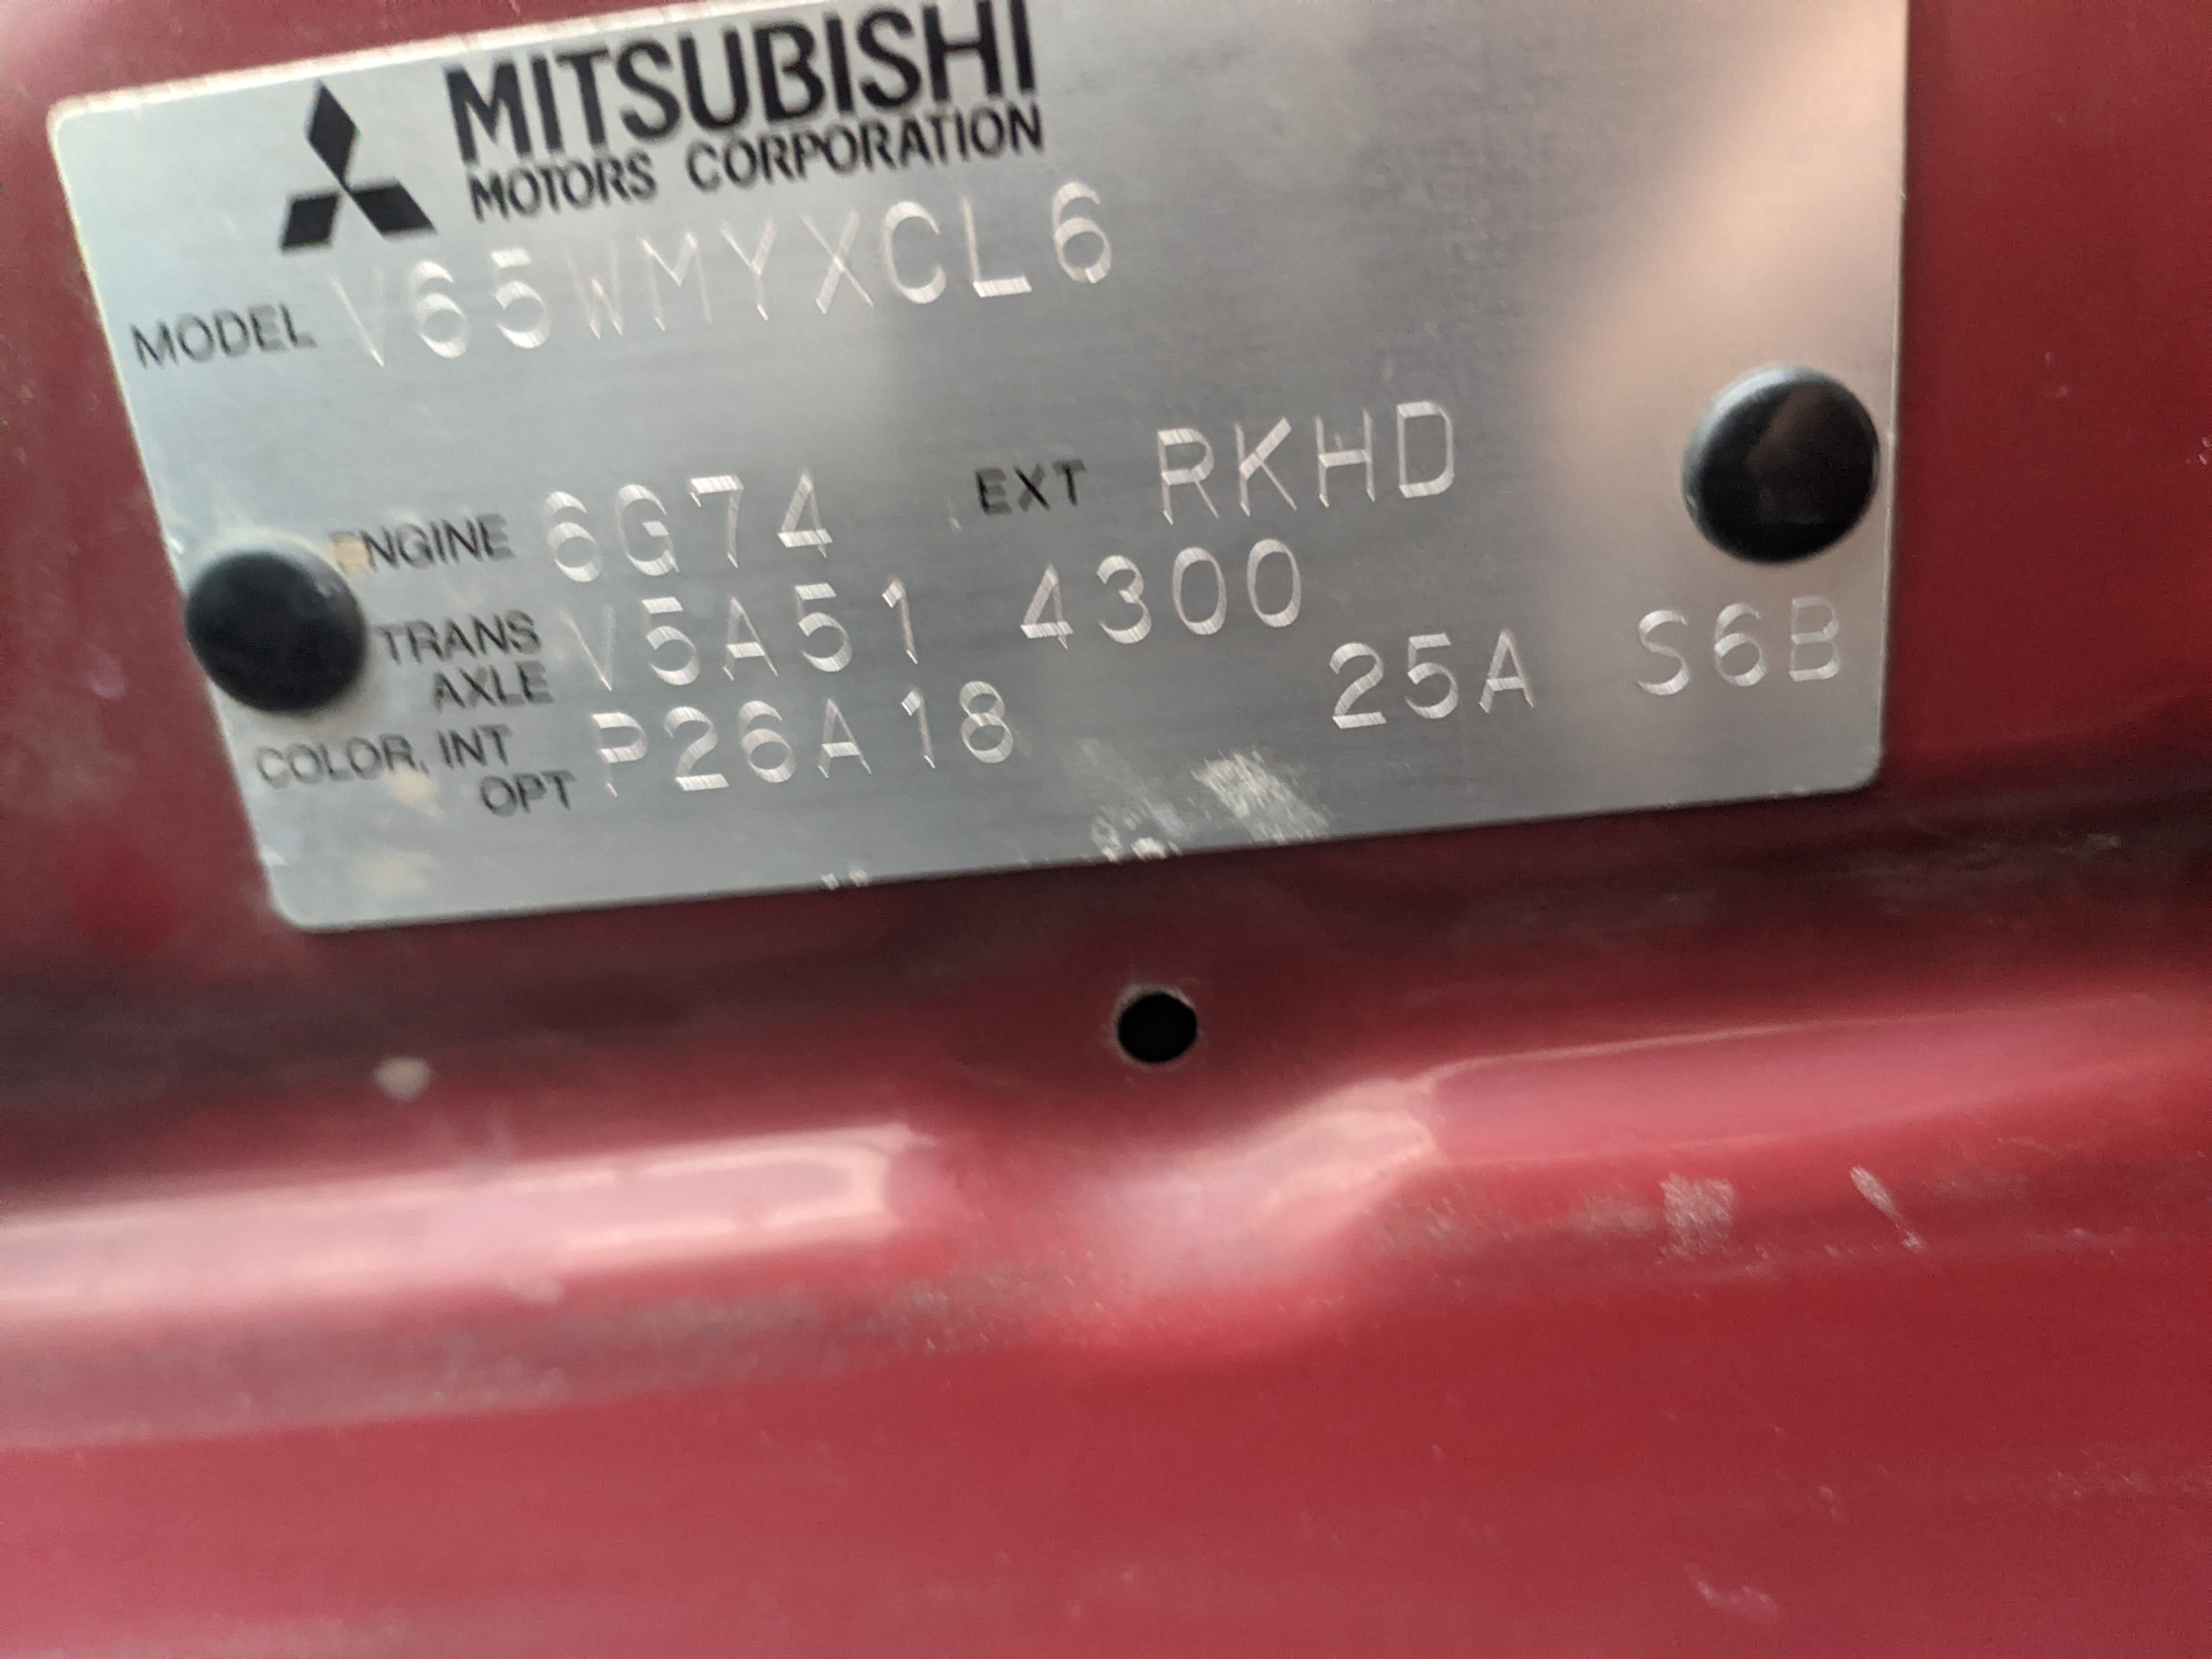 MITSUBISHI
MOTORS CORPORATION
MODEL V65WMYXCL6
ENGINE 6G74 EXT RKHD
TRANS AXLE V5A51 4300
COLOR, INT OPT P26A18 25A S6B